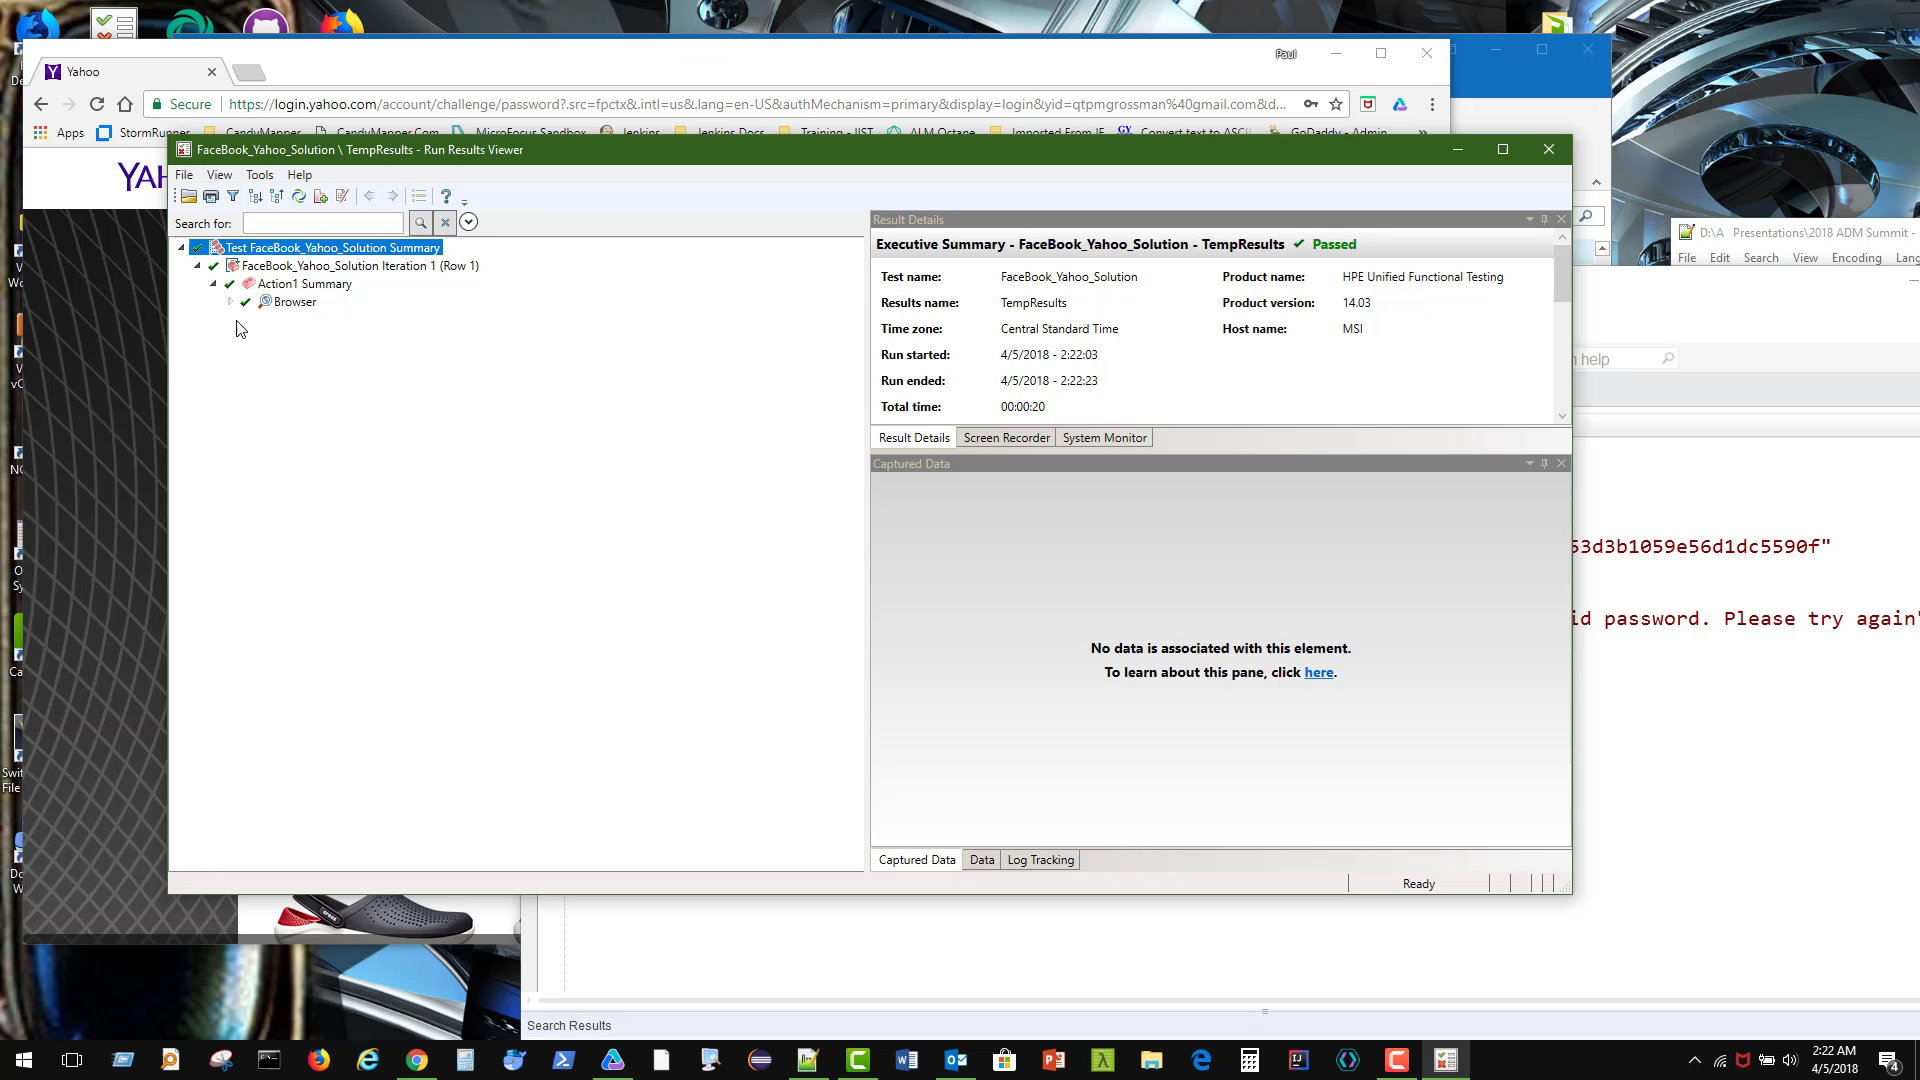 Paul
Yahoo
Secure https://login.yahoo.com/account/challenge/password?.src=fpctx&.intl=us&.lang=en-US&authMechanism=primary&display=login&yid=qtpmgrossman%40gmail.com&d...
Apps StormRunner CandyMapper CandyMapper.Com MicroFocus Sandbox Jenkins Jenkins Docs Training - JIST ALM Octane Imported From IE Convert text to ASCII GoDaddy - Admin »
YAH
FaceBook_Yahoo_Solution \ TempResults - Run Results Viewer
File View Tools Help
Search for:
Test FaceBook_Yahoo_Solution Summary
FaceBook_Yahoo_Solution Iteration 1 (Row 1)
Action1 Summary
Browser
Result Details
Executive Summary - FaceBook_Yahoo_Solution - TempResults Passed
Test name: FaceBook_Yahoo_Solution Product name: HPE Unified Functional Testing
Results name: TempResults Product version: 14.03
Time zone: Central Standard Time Host name: MSI
Run started: 4/5/2018 - 2:22:03
Run ended: 4/5/2018 - 2:22:23
Total time: 00:00:20
Result Details Screen Recorder System Monitor
Captured Data
No data is associated with this element.
To learn about this pane, click here.
Captured Data Data Log Tracking
Ready
D:\A Presentations\2018 ADM Summit -
File Edit Search View Encoding Lang
help
53d3b1059e56d1dc5590f"
id password. Please try again"
Search Results
2:22 AM
4/5/2018
4